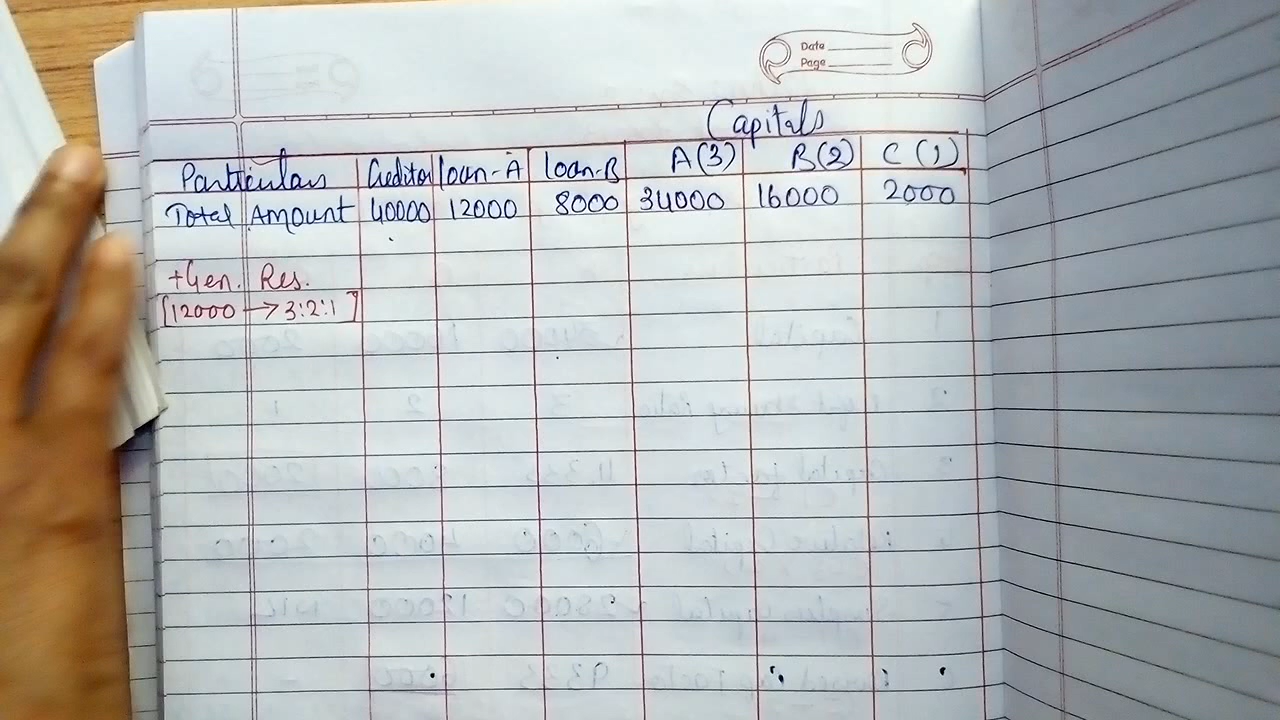 Date
Page
Capitals
Particulars Creditor loan-A loan-B A (3) B (2) C (1)
Total Amount 40000 12000 8000 34000 16000 2000
+Gen. Res.
[12000 → 3:2:1]